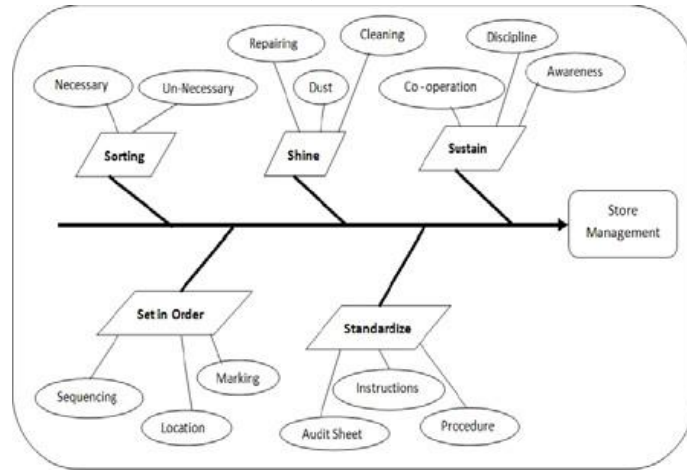 Necessary
Un-Necessary
Sorting
Repairing
Dust
Cleaning
Shine
Co - operation
Discipline
Awareness
Sustain
Store
Management
Set in Order
Sequencing
Location
Marking
Standardize
Audit Sheet
Instructions
Procedure